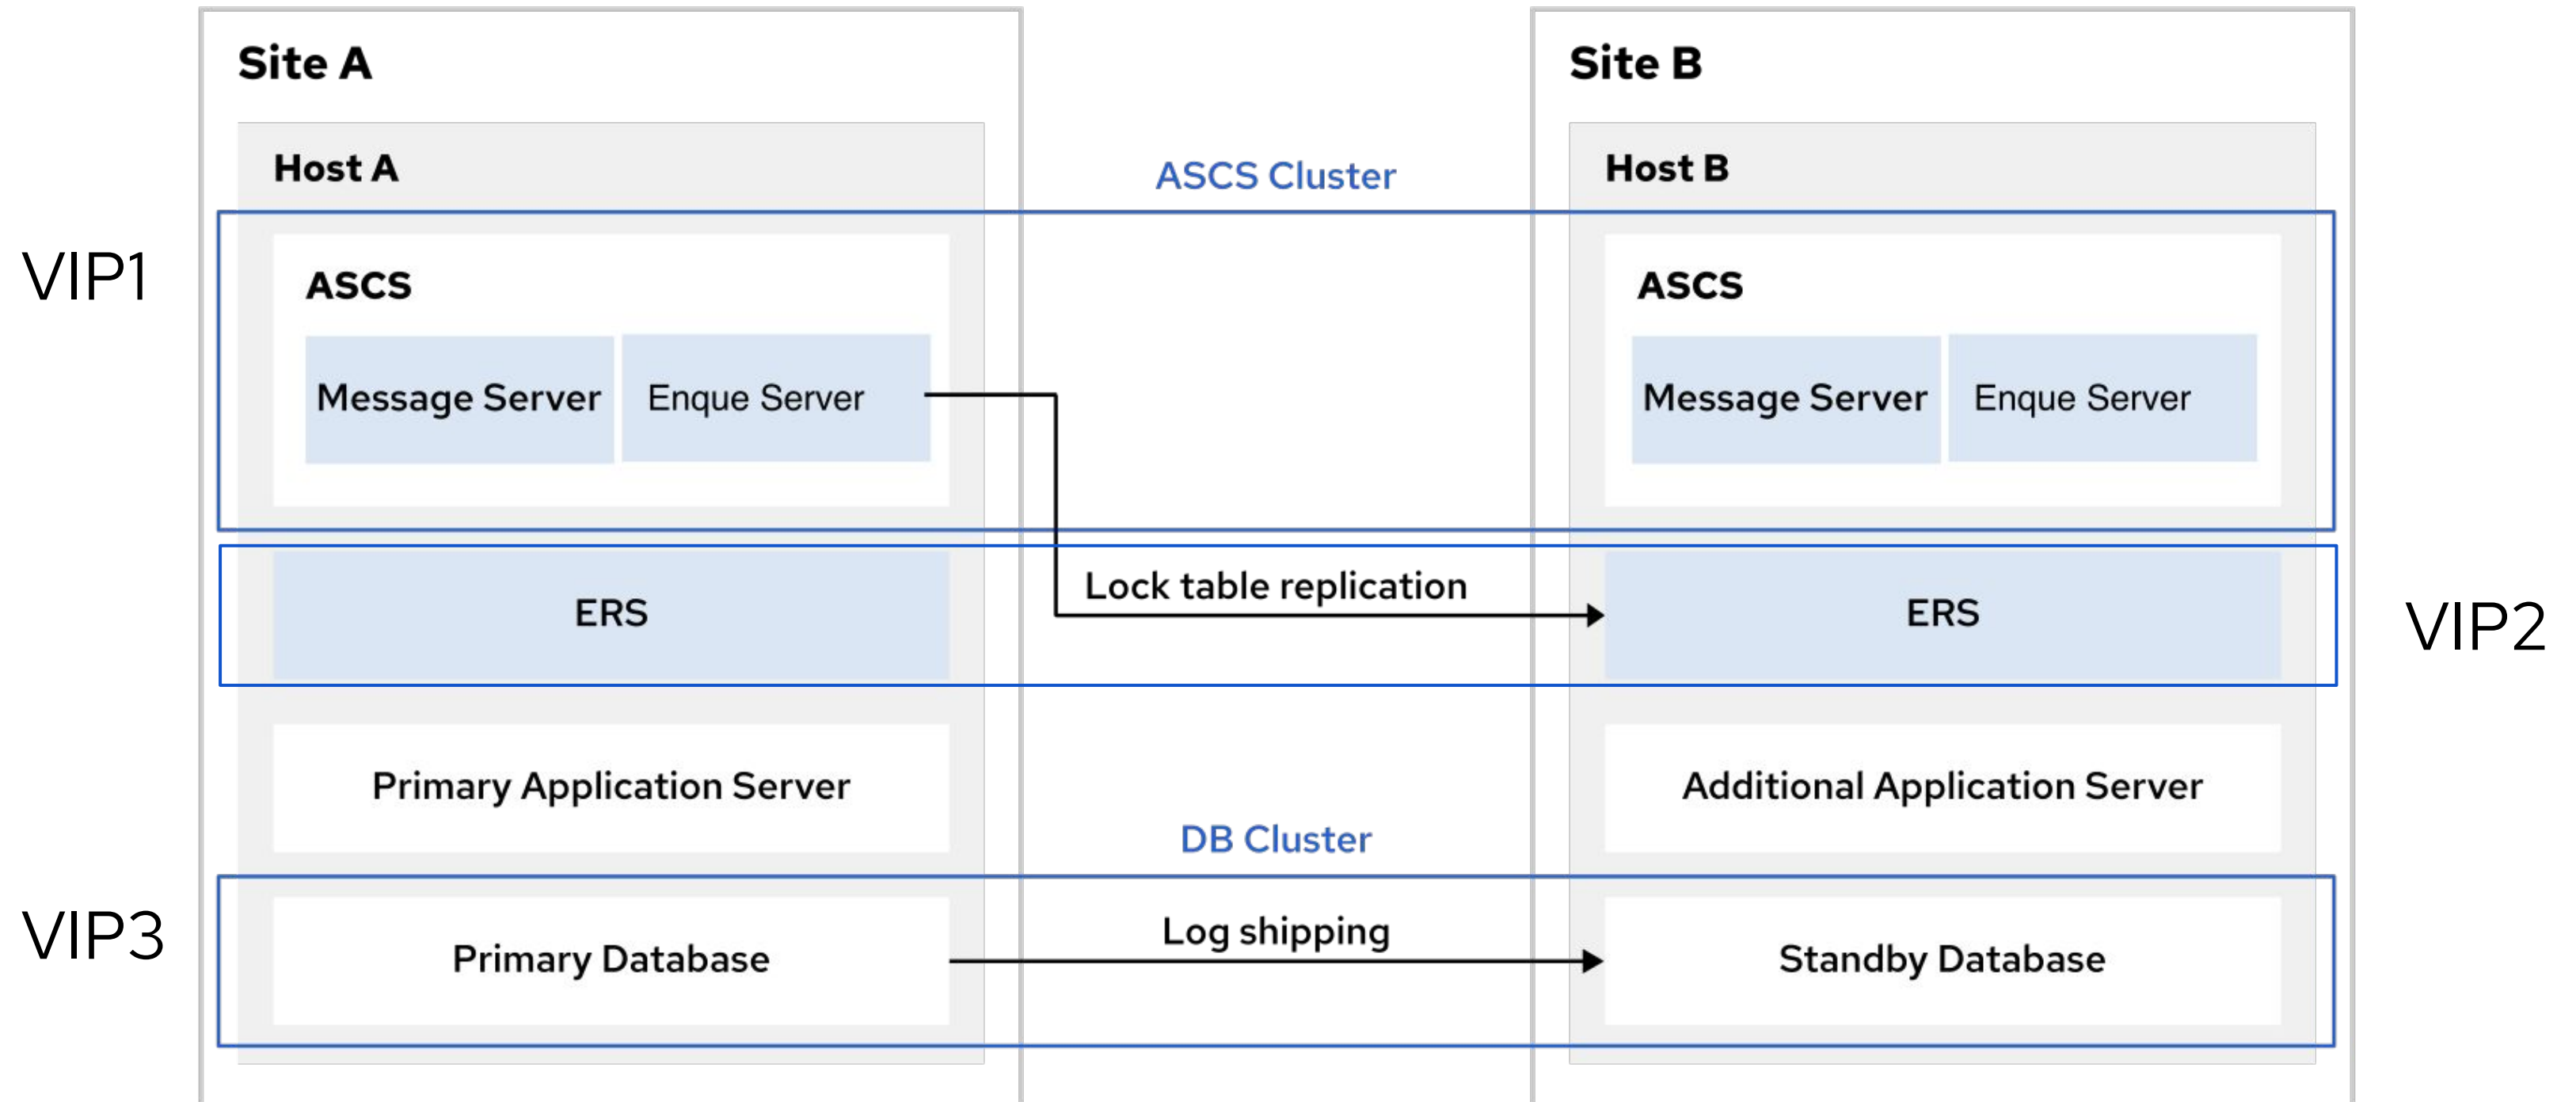 Site A
Site B
Host A
ASCS Cluster
Host B
VIP1
ASCS
ASCS
Message Server
Enque Server
Message Server
Enque Server
ERS
Lock table replication
ERS
VIP2
Primary Application Server
Additional Application Server
DB Cluster
VIP3
Primary Database
Log shipping
Standby Database